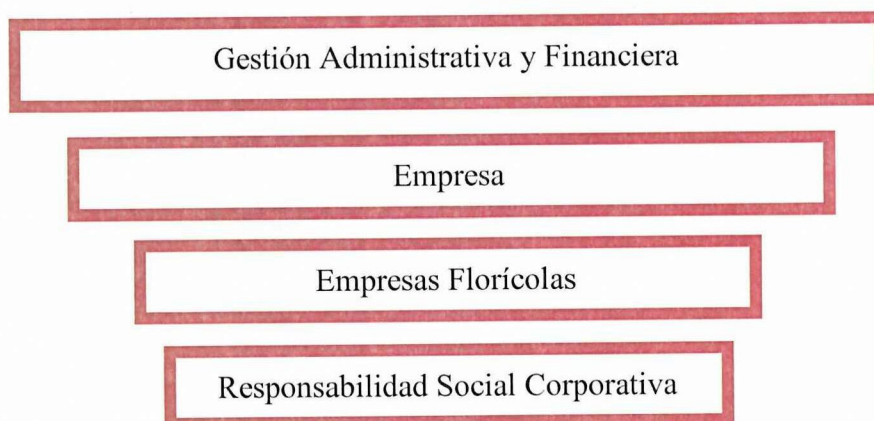 Gestión Administrativa y Financiera
Empresa
Empresas Florícolas
Responsabilidad Social Corporativa